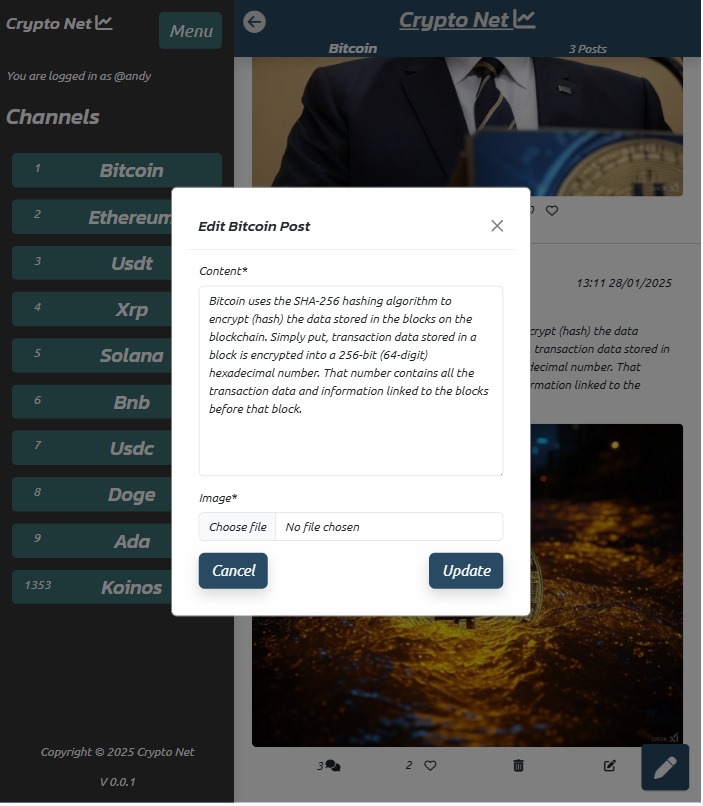 Crypto Net
Menu
You are logged in as @andy
Channels
1 Bitcoin
2 Ethereum
3 Usdt
4 Xrp
5 Solana
6 Bnb
7 Usdc
8 Doge
9 Ada
1353 Koinos
Copyright © 2025 Crypto Net
V 0.0.1
Crypto Net
Bitcoin
3 Posts
13:11 28/01/2025
crypt (hash) the data
transaction data stored in
decimal number. That
rmation linked to the
3
2
Edit Bitcoin Post
Content*
Bitcoin uses the SHA-256 hashing algorithm to
encrypt (hash) the data stored in the blocks on the
blockchain. Simply put, transaction data stored in a
block is encrypted into a 256-bit (64-digit)
hexadecimal number. That number contains all the
transaction data and information linked to the blocks
before that block.
Image*
Choose file No file chosen
Cancel
Update